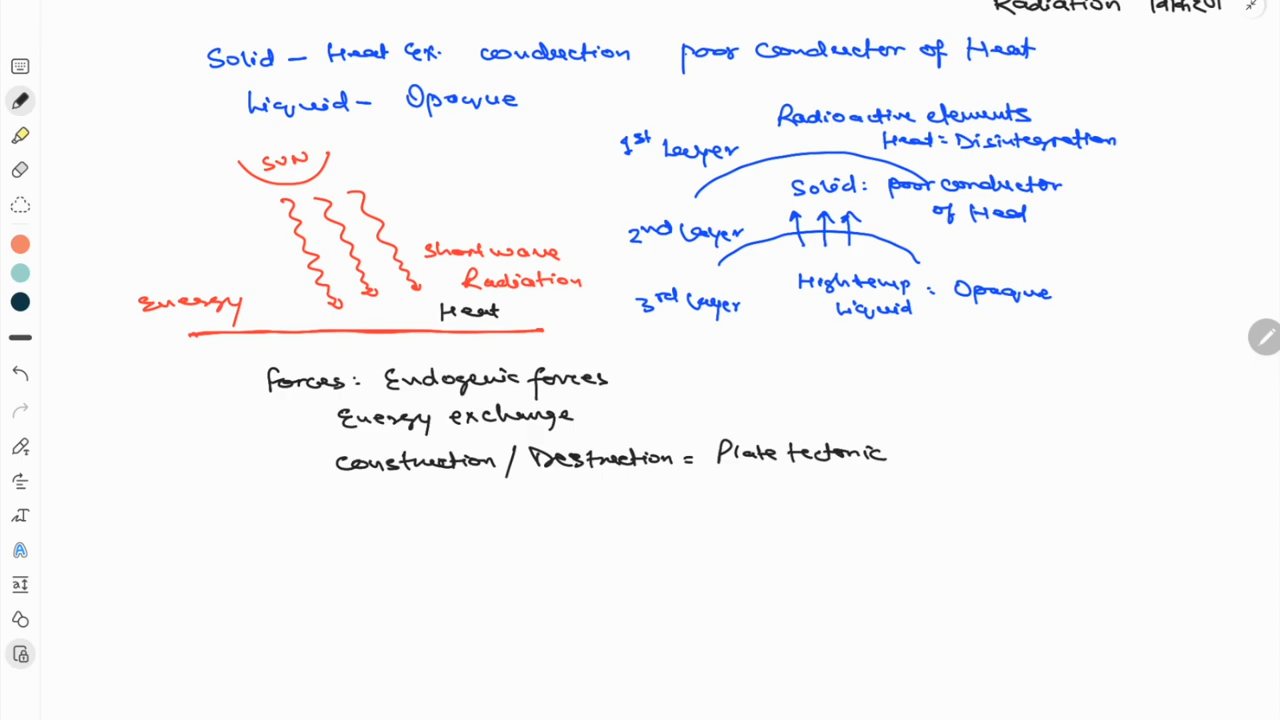 Radiation
Solid - Heat ex. conduction poor conductor of Heat
Liquid - Opaque
Radioactive elements
Heat = Disintegration
1st Layer
SUN
Solid: poor conductor
of Heat
2nd Layer
Shortwave
Radiation
High temp : Opaque
Liquid
3rd Layer
Energy
Heat
Forces: Endogenic forces
Energy exchange
Construction / Destruction = Plate tectonic